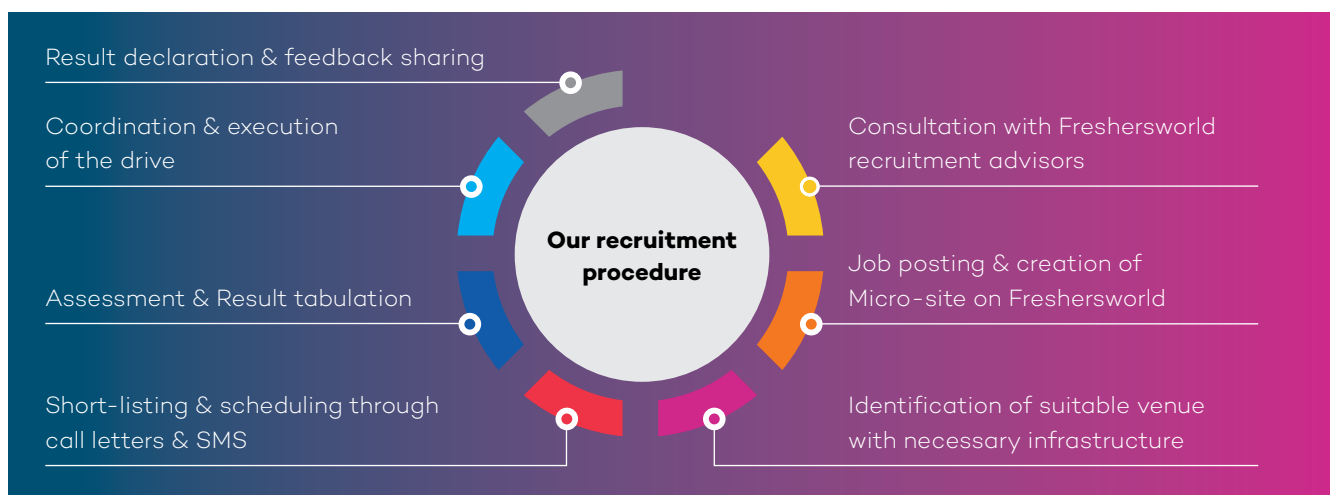 Result declaration & feedback sharing
Coordination & execution
of the drive
Assessment & Result tabulation
Short-listing & scheduling through
call letters & SMS
Our recruitment
procedure
Consultation with Freshersworld
recruitment advisors
Job posting & creation of
Micro-site on Freshersworld
Identification of suitable venue
with necessary infrastructure